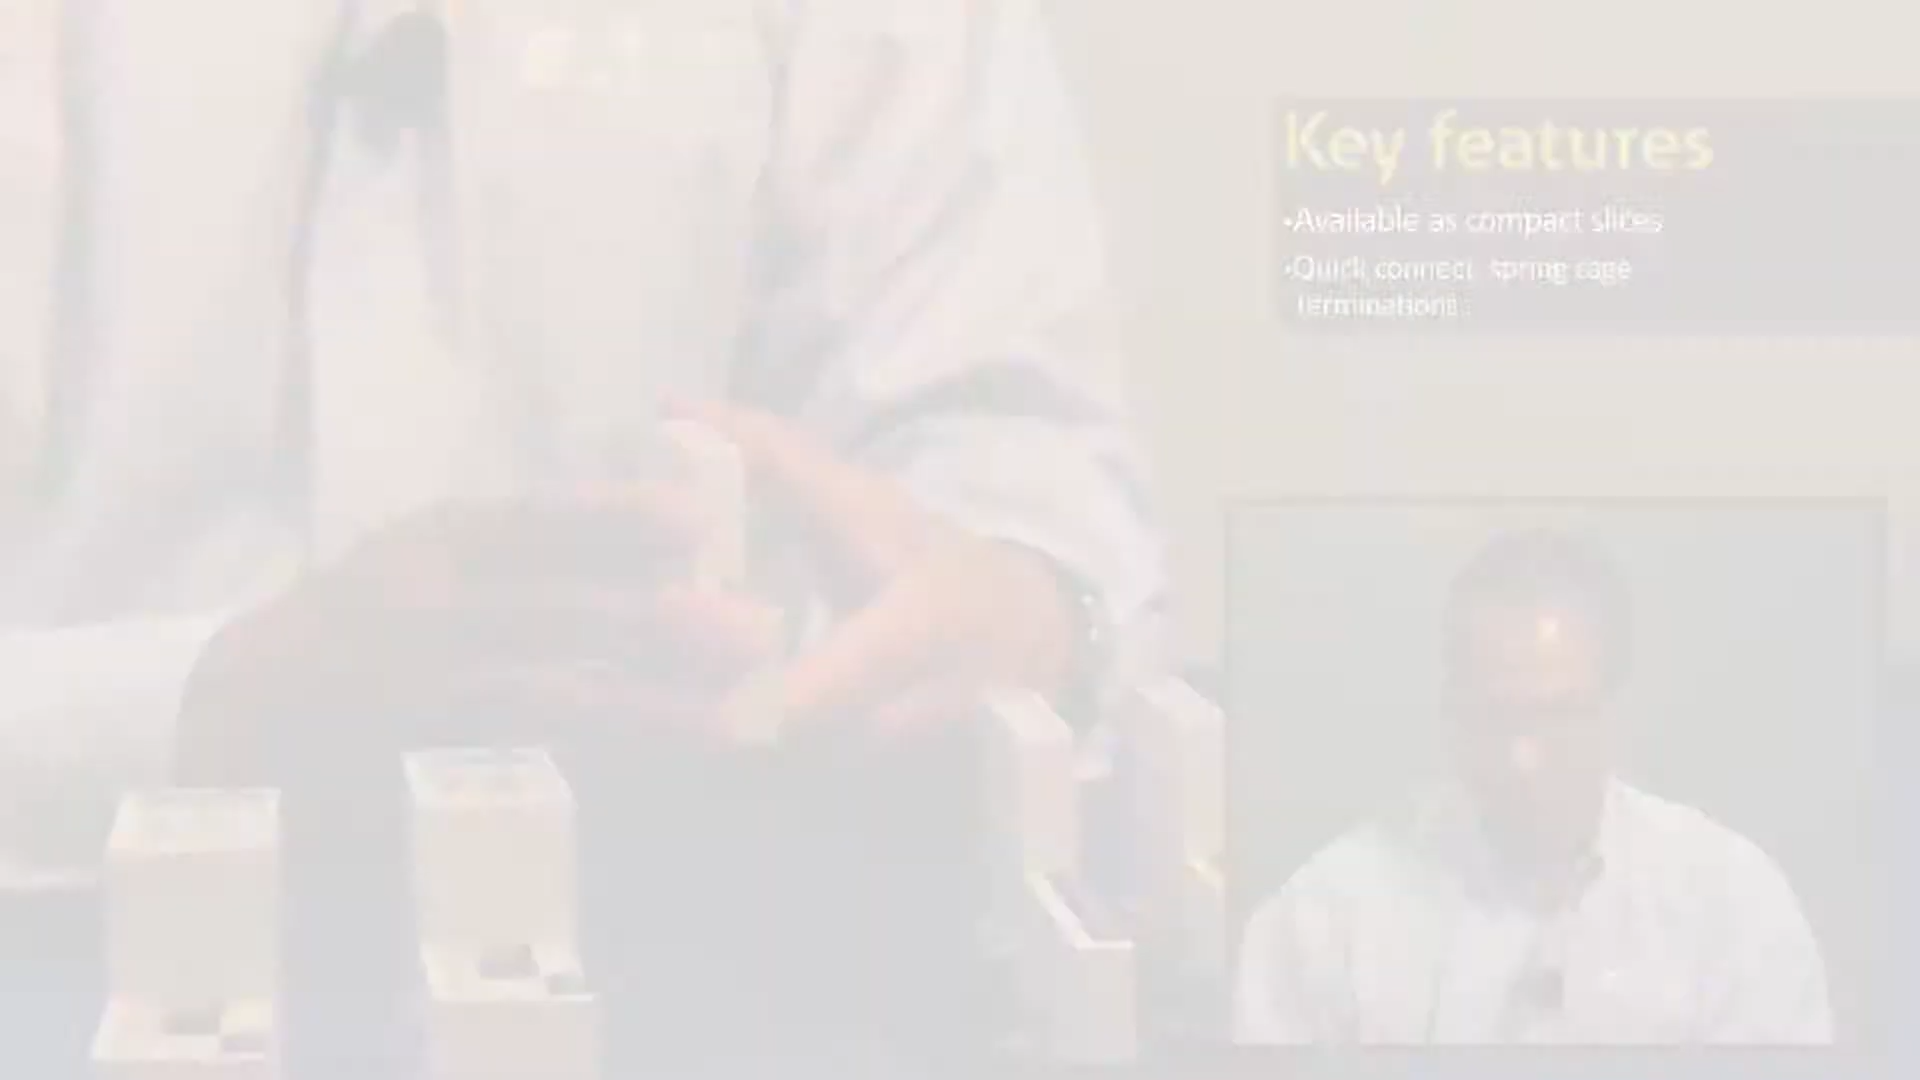 Key features
•Available as compact slices
•Quick connect spring cage
terminations